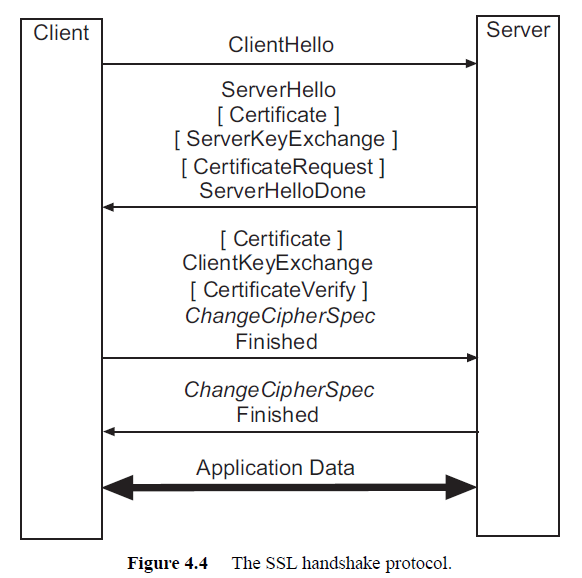 Client
Server
ClientHello
ServerHello
[ Certificate ]
[ ServerKeyExchange ]
[ CertificateRequest ]
ServerHelloDone
[ Certificate ]
ClientKeyExchange
[ CertificateVerify ]
ChangeCipherSpec
Finished
ChangeCipherSpec
Finished
Application Data
Figure 4.4 The SSL handshake protocol.